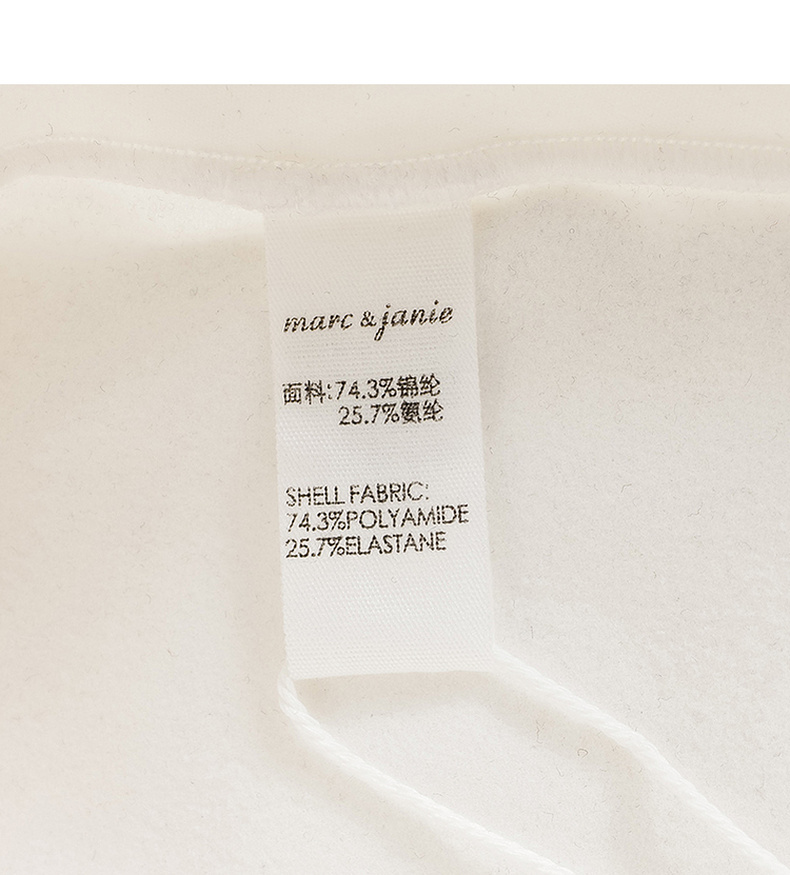 marc & janie
面料:74.3%锦纶
25.7%氨纶
SHELL FABRIC:
74.3%POLYAMIDE
25.7%ELASTANE